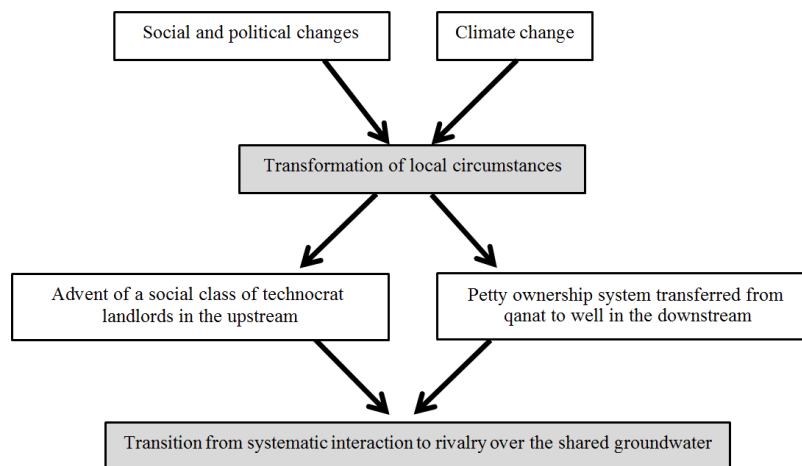 Social and political changes
Climate change
Transformation of local circumstances
Advent of a social class of technocrat
landlords in the upstream
Petty ownership system transferred from
qanat to well in the downstream
Transition from systematic interaction to rivalry over the shared groundwater